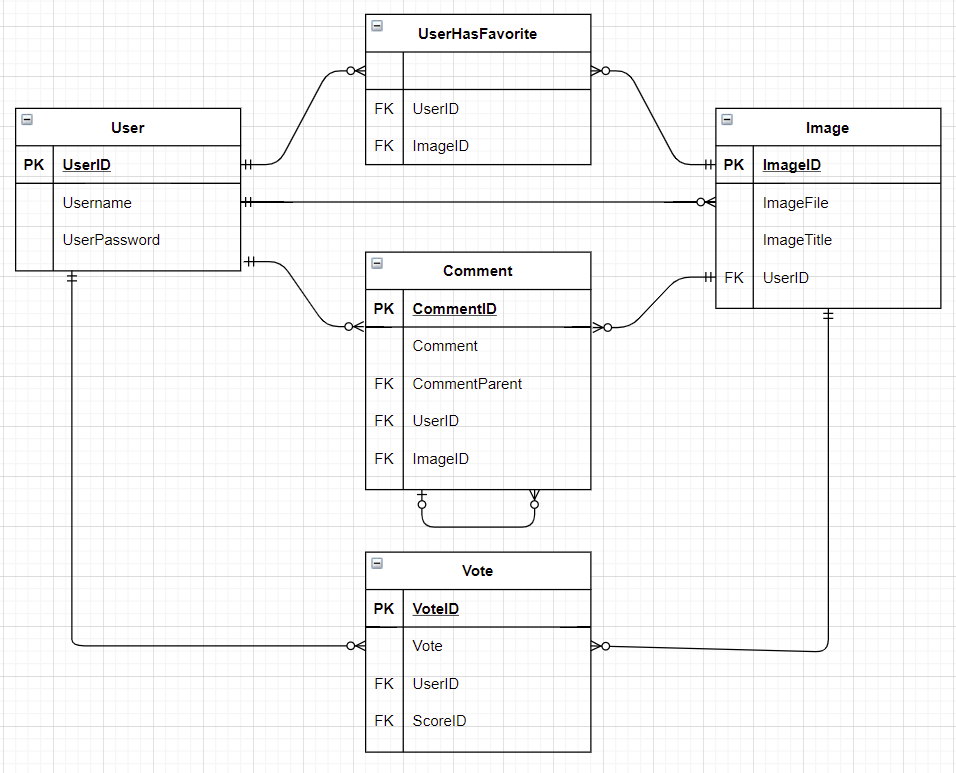 UserHasFavorite
FK UserID
FK ImageID
User
PK UserID
Username
UserPassword
Image
PK ImageID
ImageFile
ImageTitle
FK UserID
Comment
PK CommentID
Comment
FK CommentParent
FK UserID
FK ImageID
Vote
PK VoteID
Vote
FK UserID
FK ScoreID